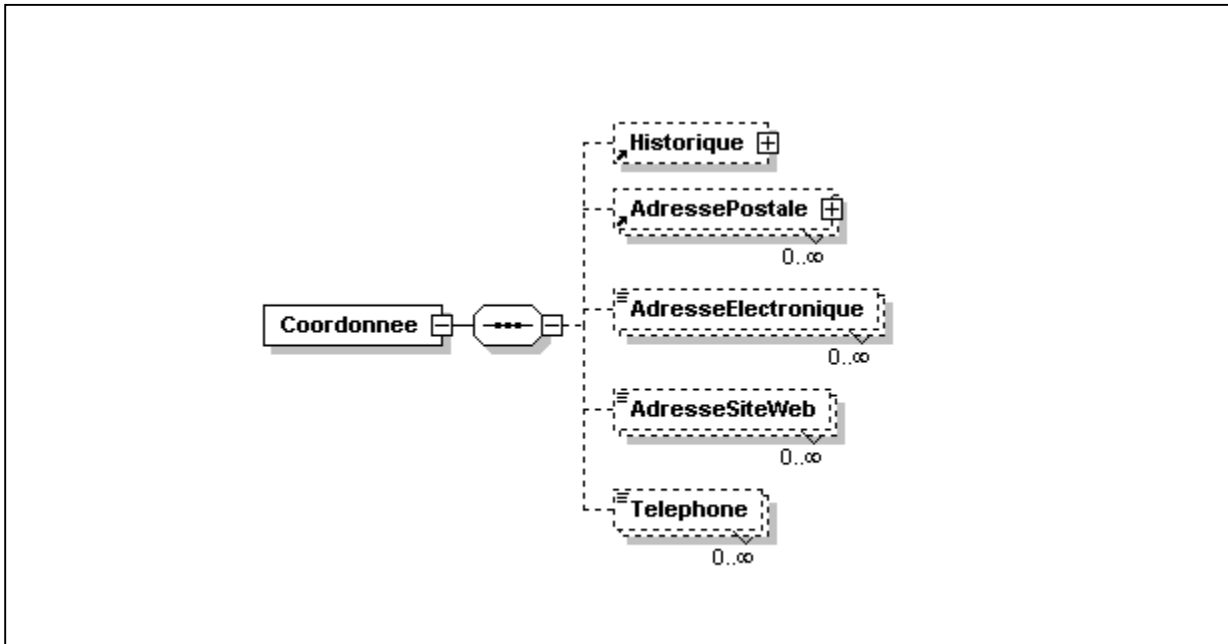 Historique
AdressePostale
0..∞
AdresseElectronique
0..∞
Coordonnee
AdresseSiteWeb
0..∞
Telephone
0..∞